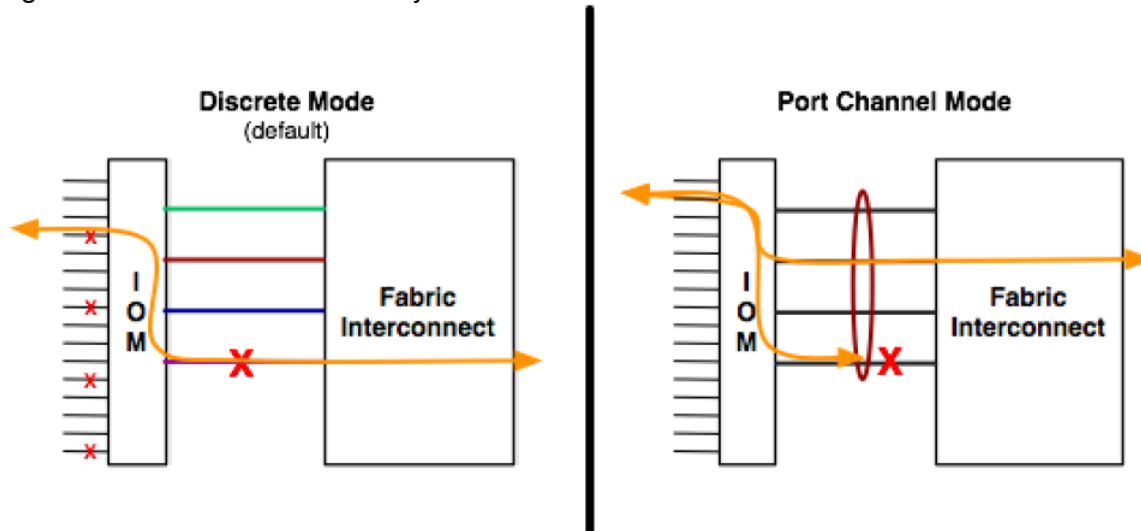 Discrete Mode
(default)
I
O
M
Fabric
Interconnect
X
X
X
X
X
Port Channel Mode
I
O
M
Fabric
Interconnect
X